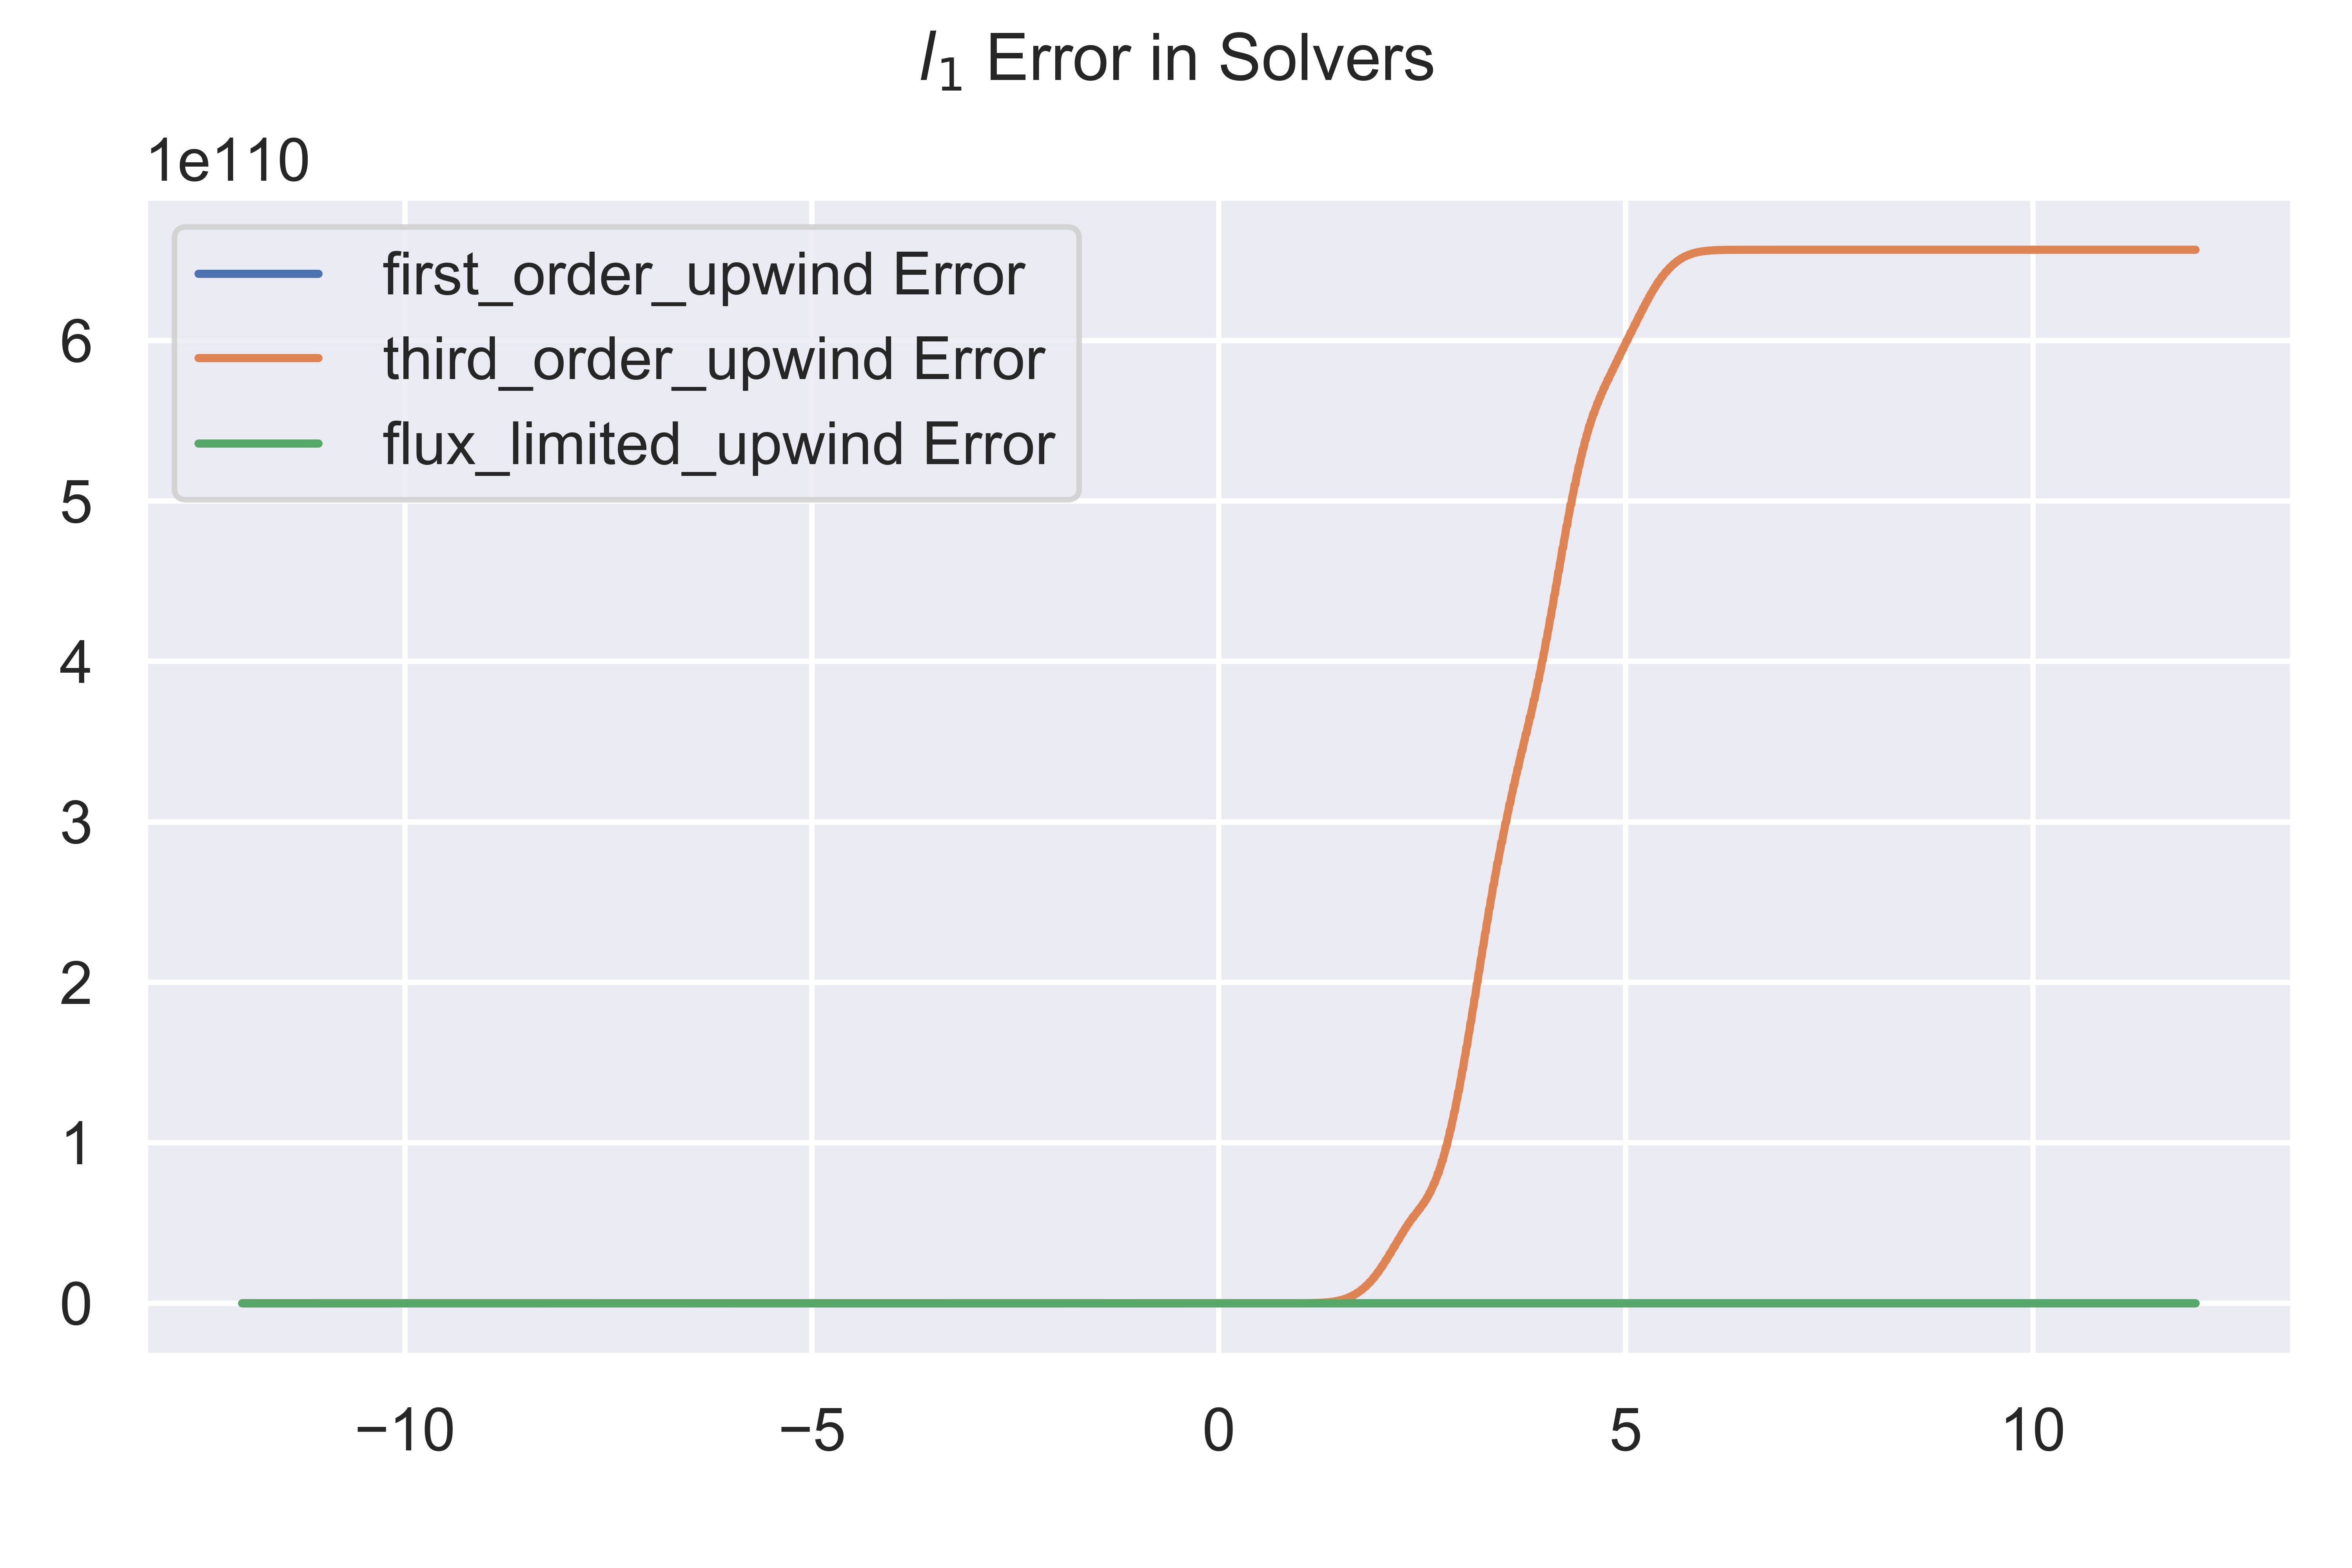 l₁ Error in Solvers
1e110
first_order_upwind Error
third_order_upwind Error
flux_limited_upwind Error
6
5
4
3
2
1
0
−10 −5 0 5 10